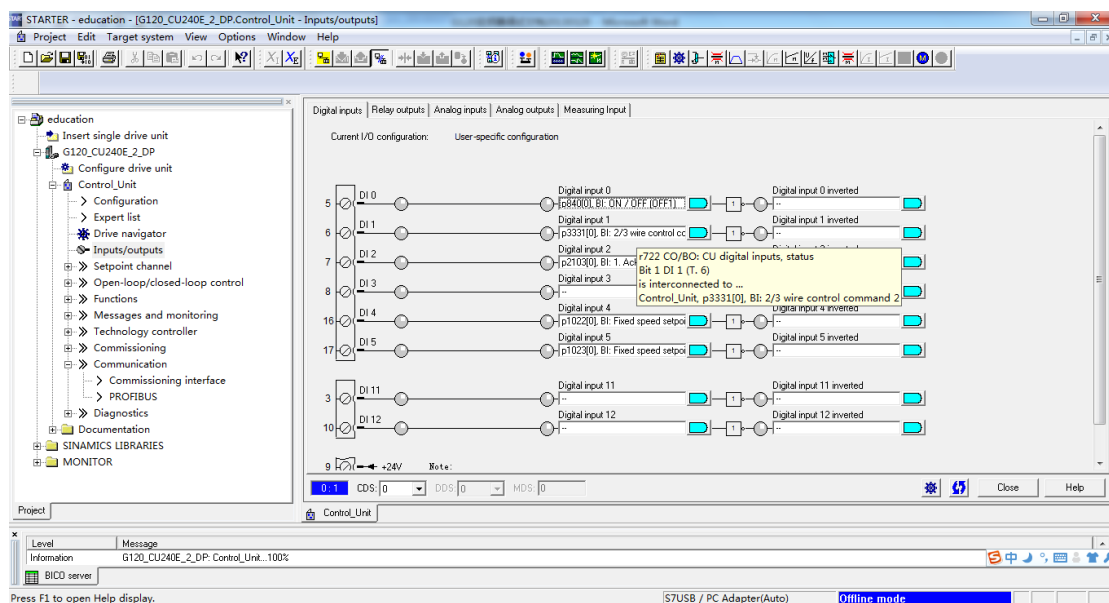 STARTER - education - [G120_CU240E_2_DP.Control_Unit - Inputs/outputs]
Project Edit Target system View Options Window Help
Digital inputs Relay outputs Analog inputs Analog outputs Measuring Input
Current I/O configuration: User-specific configuration
education
Insert single drive unit
G120_CU240E_2_DP
Configure drive unit
Control_Unit
Configuration
Expert list
Drive navigator
Inputs/outputs
Setpoint channel
Open-loop/closed-loop control
Functions
Messages and monitoring
Technology controller
Commissioning
Communication
Commissioning interface
PROFIBUS
Diagnostics
Documentation
SINAMICS LIBRARIES
MONITOR
Project
Digital input 0 Digital input 0 inverted
5 DI 0 p840[0], BI: ON / OFF (OFF1) 1 --
Digital input 1 Digital input 1 inverted
6 DI 1 p3331[0], BI: 2/3 wire control cc 1 --
Digital input 2
7 DI 2 p2103[0], BI: 1. Ack
r722 CO/BO: CU digital inputs, status
Bit 1 DI 1 (T. 6)
is interconnected to ...
Control_Unit, p3331[0], BI: 2/3 wire control command 2
Digital input 3
8 DI 3 --
Digital input 4 Digital input 4 inverted
16 DI 4 p1022[0], BI: Fixed speed setpoi 1 --
Digital input 5 Digital input 5 inverted
17 DI 5 p1023[0], BI: Fixed speed setpoi 1 --
Digital input 11 Digital input 11 inverted
3 DI 11 -- 1 --
Digital input 12 Digital input 12 inverted
10 DI 12 -- 1 --
9 +24V Note:
0:1 CDS: 0 DDS: 0 MDS: 0 Close Help
Control_Unit
Level Message
Information G120_CU240E_2_DP: Control_Unit...100%
中
BICO server
Press F1 to open Help display. S7USB / PC Adapter(Auto) Offline mode